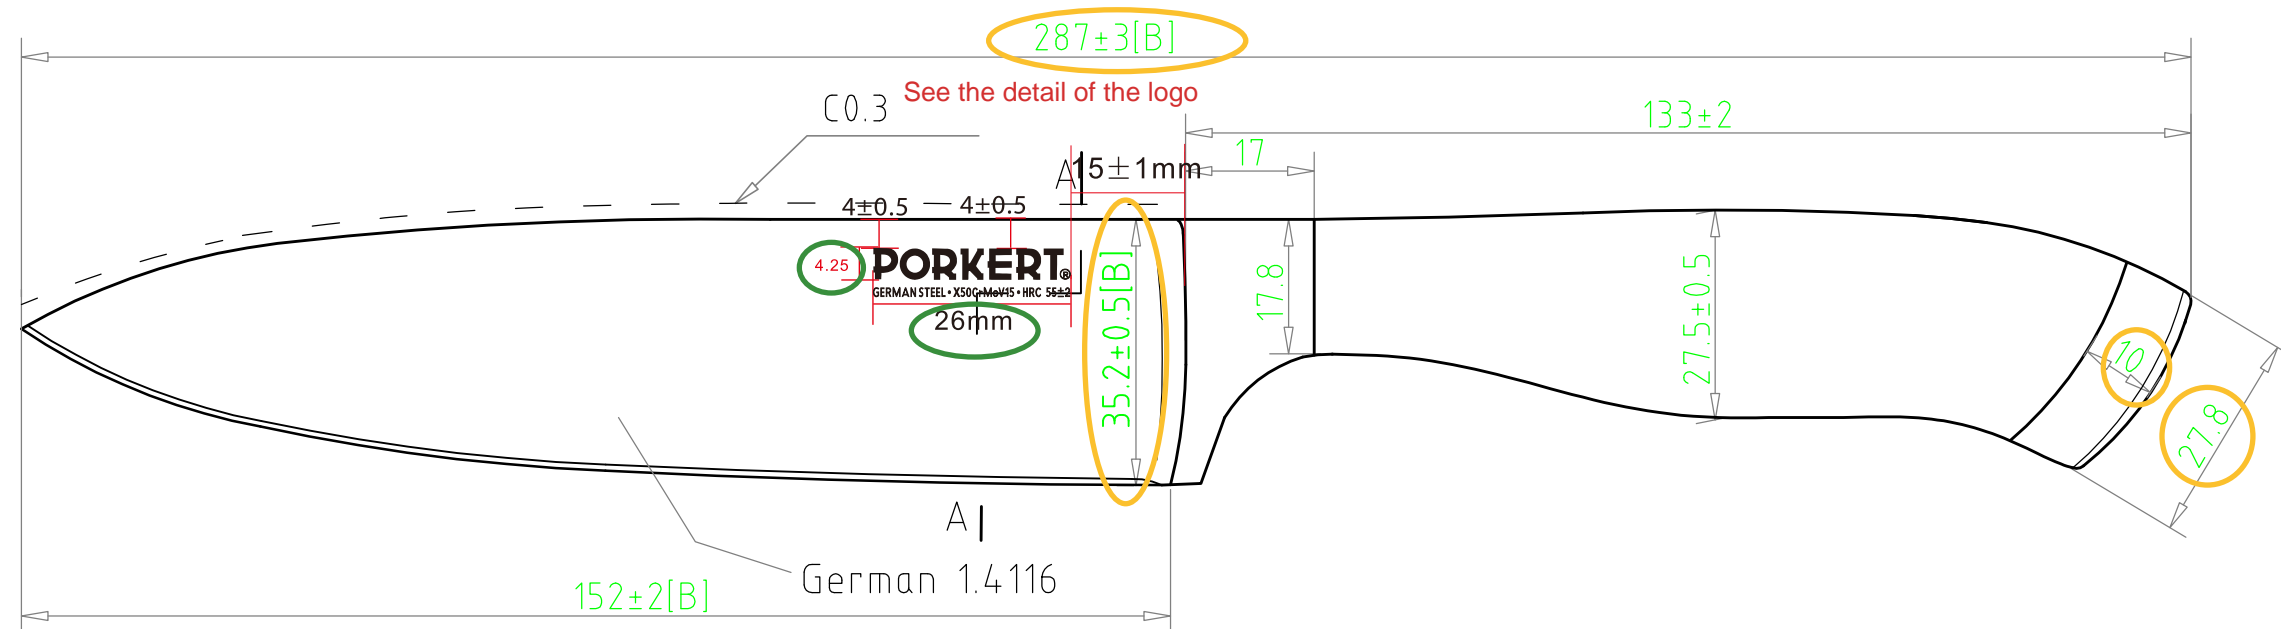 287±3[B]
See the detail of the logo
C0.3
133±2
17
A
15±1mm
4±0.5
4±0.5
4.25
PORKERT®
GERMAN STEEL • X50CrMoV15 • HRC 55±2
26mm
35.2±0.5[B]
17.8
27.5±0.5
10
27.8
A
German 1.4116
152±2[B]